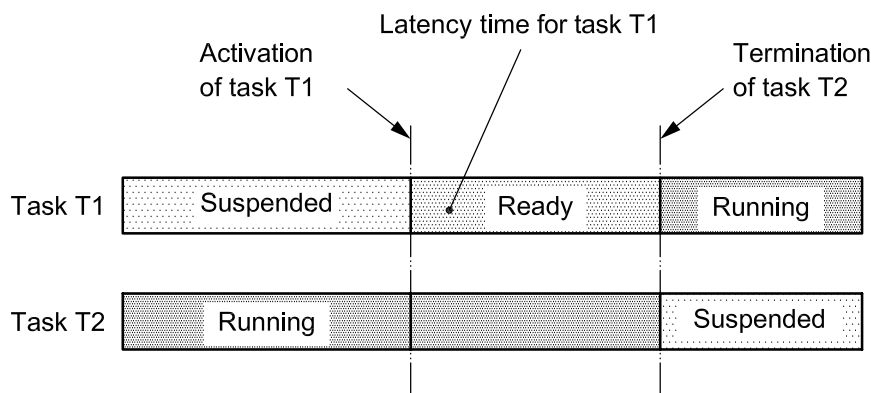 Latency time for task T1
Activation
of task T1
Termination
of task T2
Task T1
Suspended
Ready
Running
Task T2
Running
Suspended